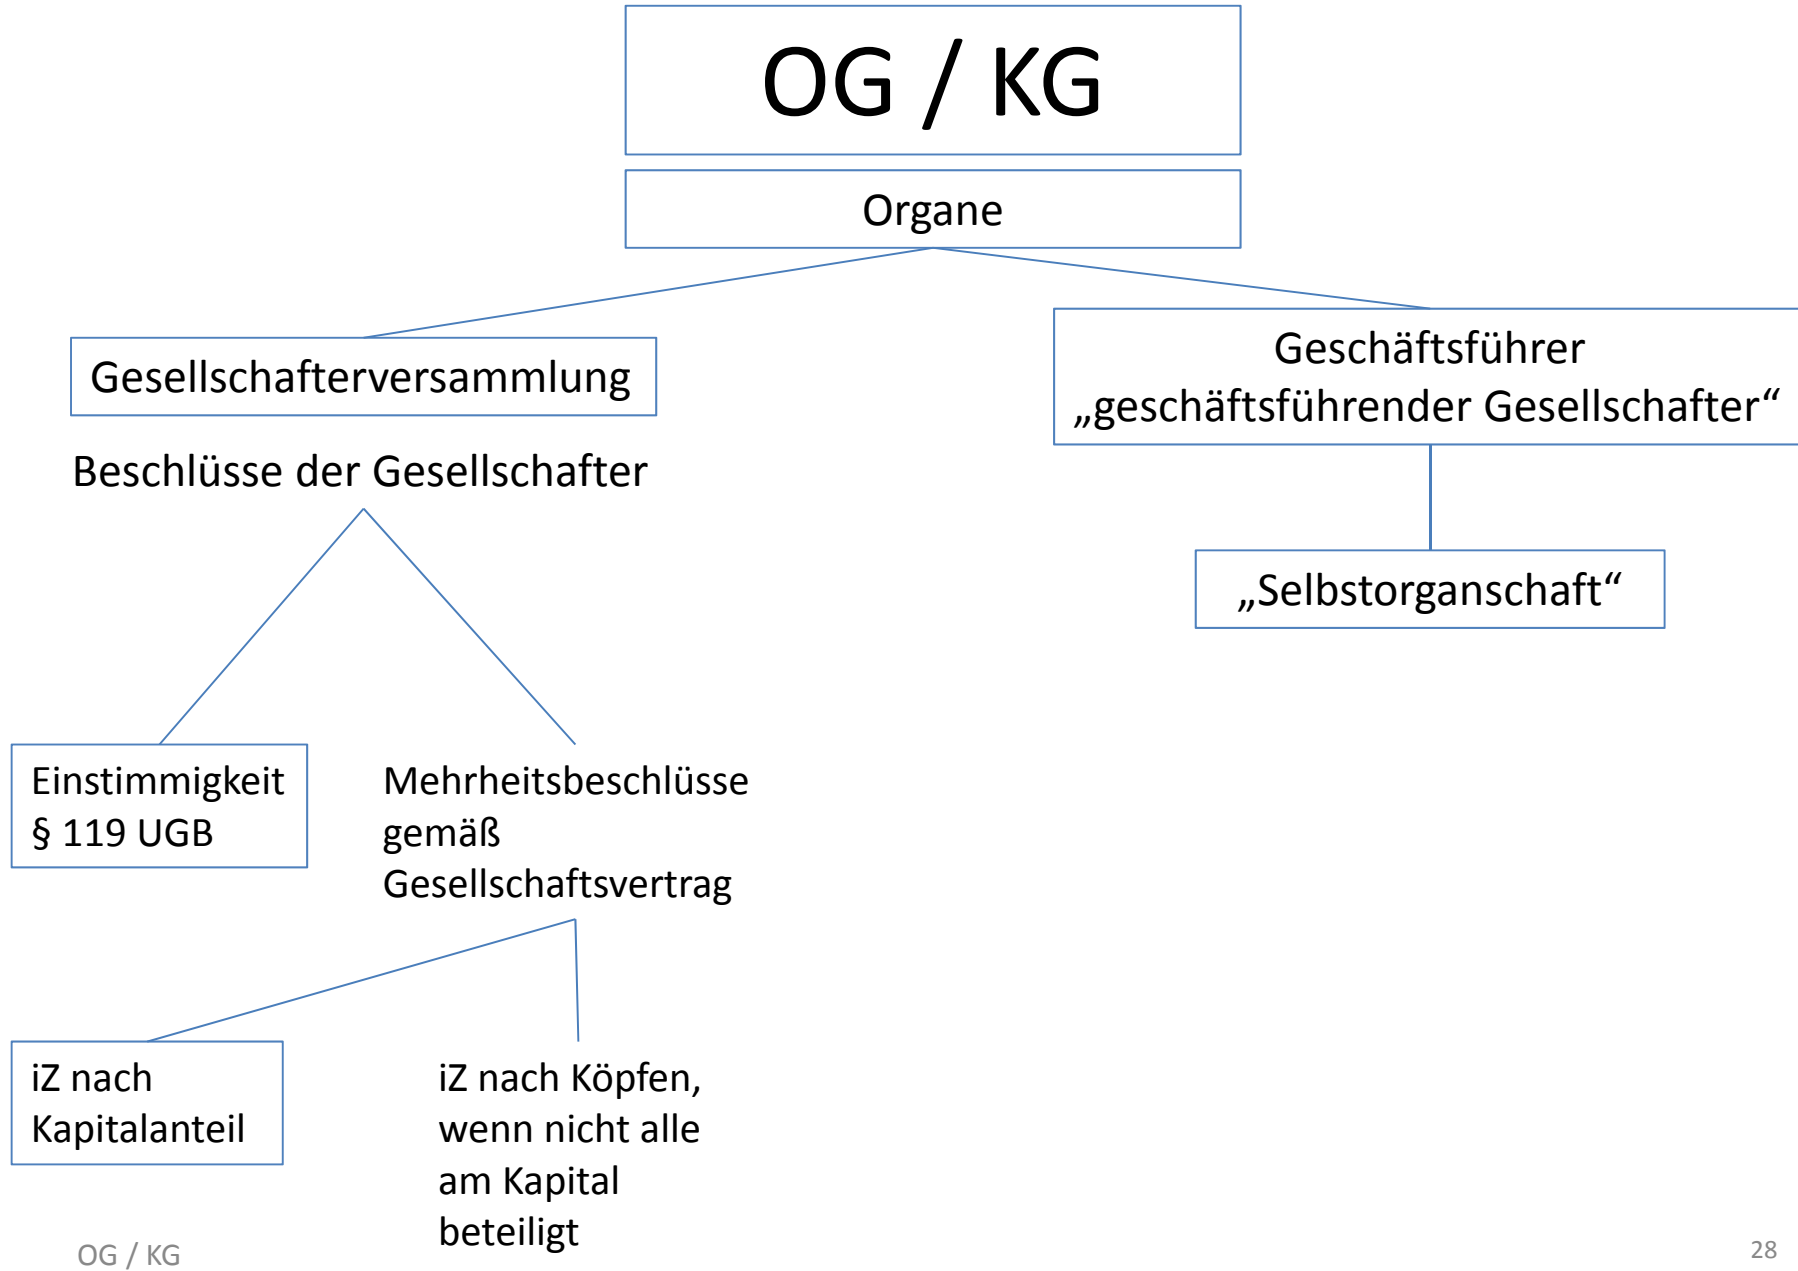 OG / KG
Organe
Gesellschafterversammlung
Geschäftsführer
„geschäftsführender Gesellschafter“
Beschlüsse der Gesellschafter
„Selbstorganschaft“
Einstimmigkeit
§ 119 UGB
Mehrheitsbeschlüsse
gemäß
Gesellschaftsvertrag
iZ nach
Kapitalanteil
iZ nach Köpfen,
wenn nicht alle
am Kapital
beteiligt
OG / KG
28